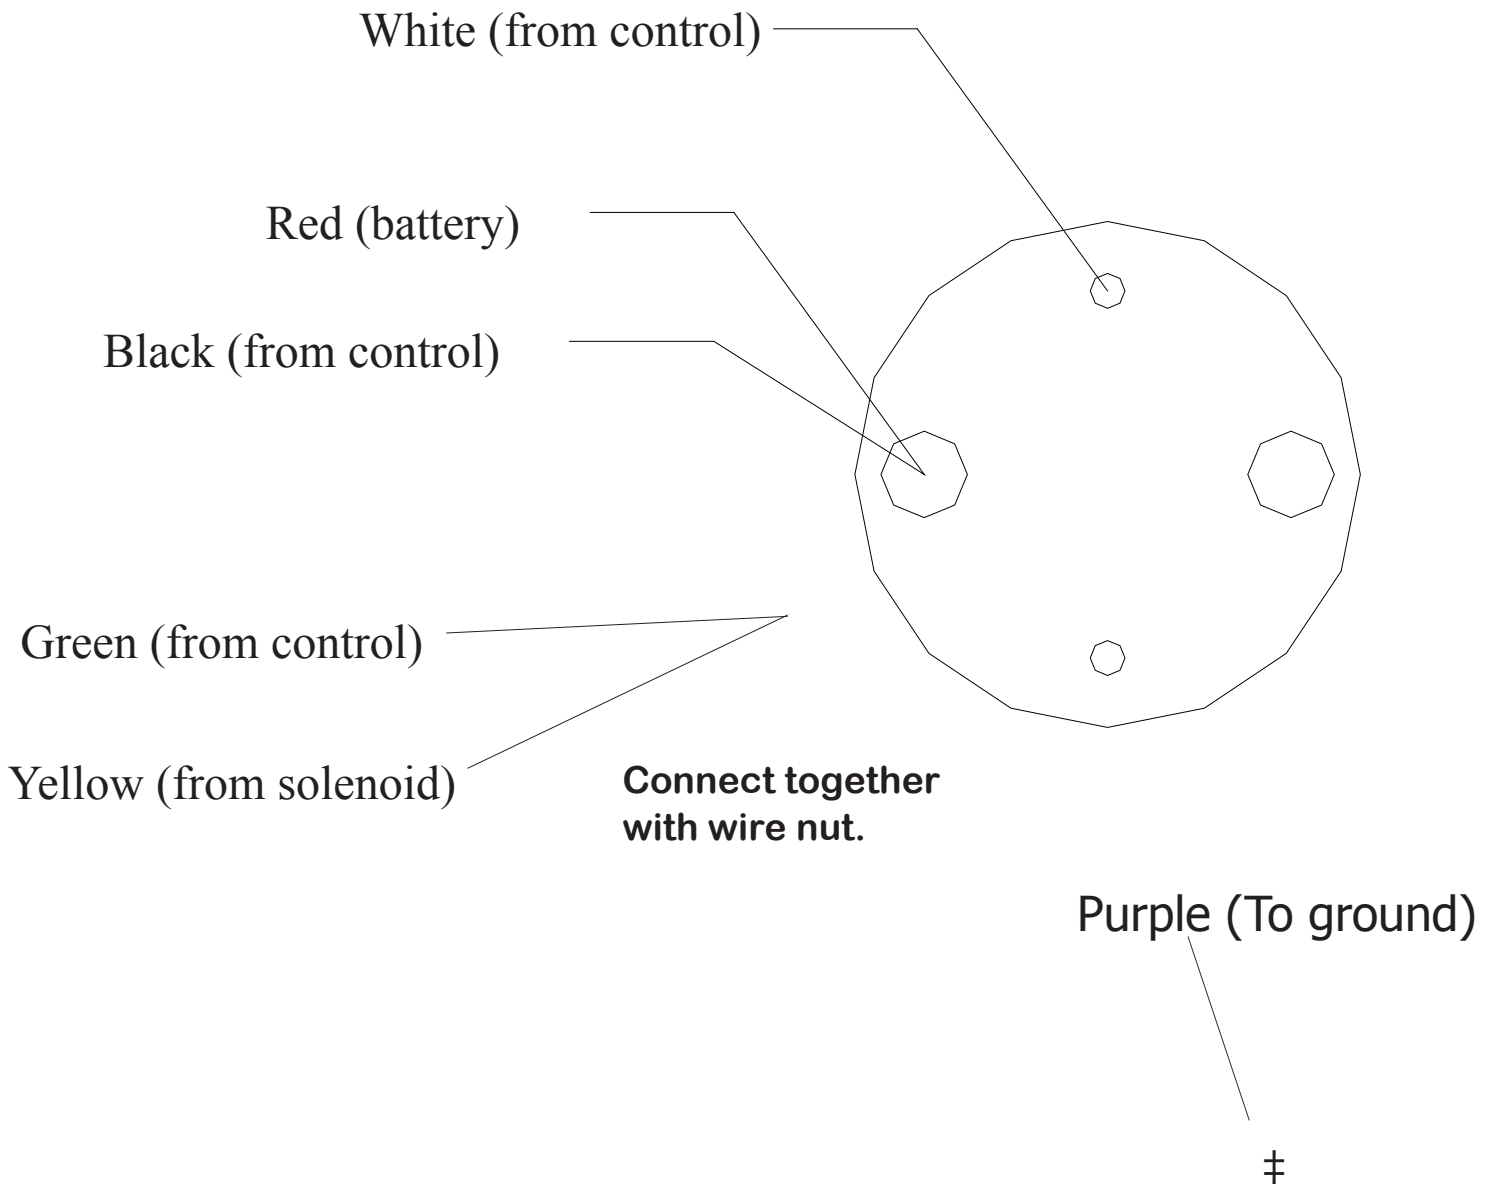 White (from control)
Red (battery)
Black (from control)
Green (from control)
Yellow (from solenoid)
Connect together
with wire nut.
Purple (To ground)
‡